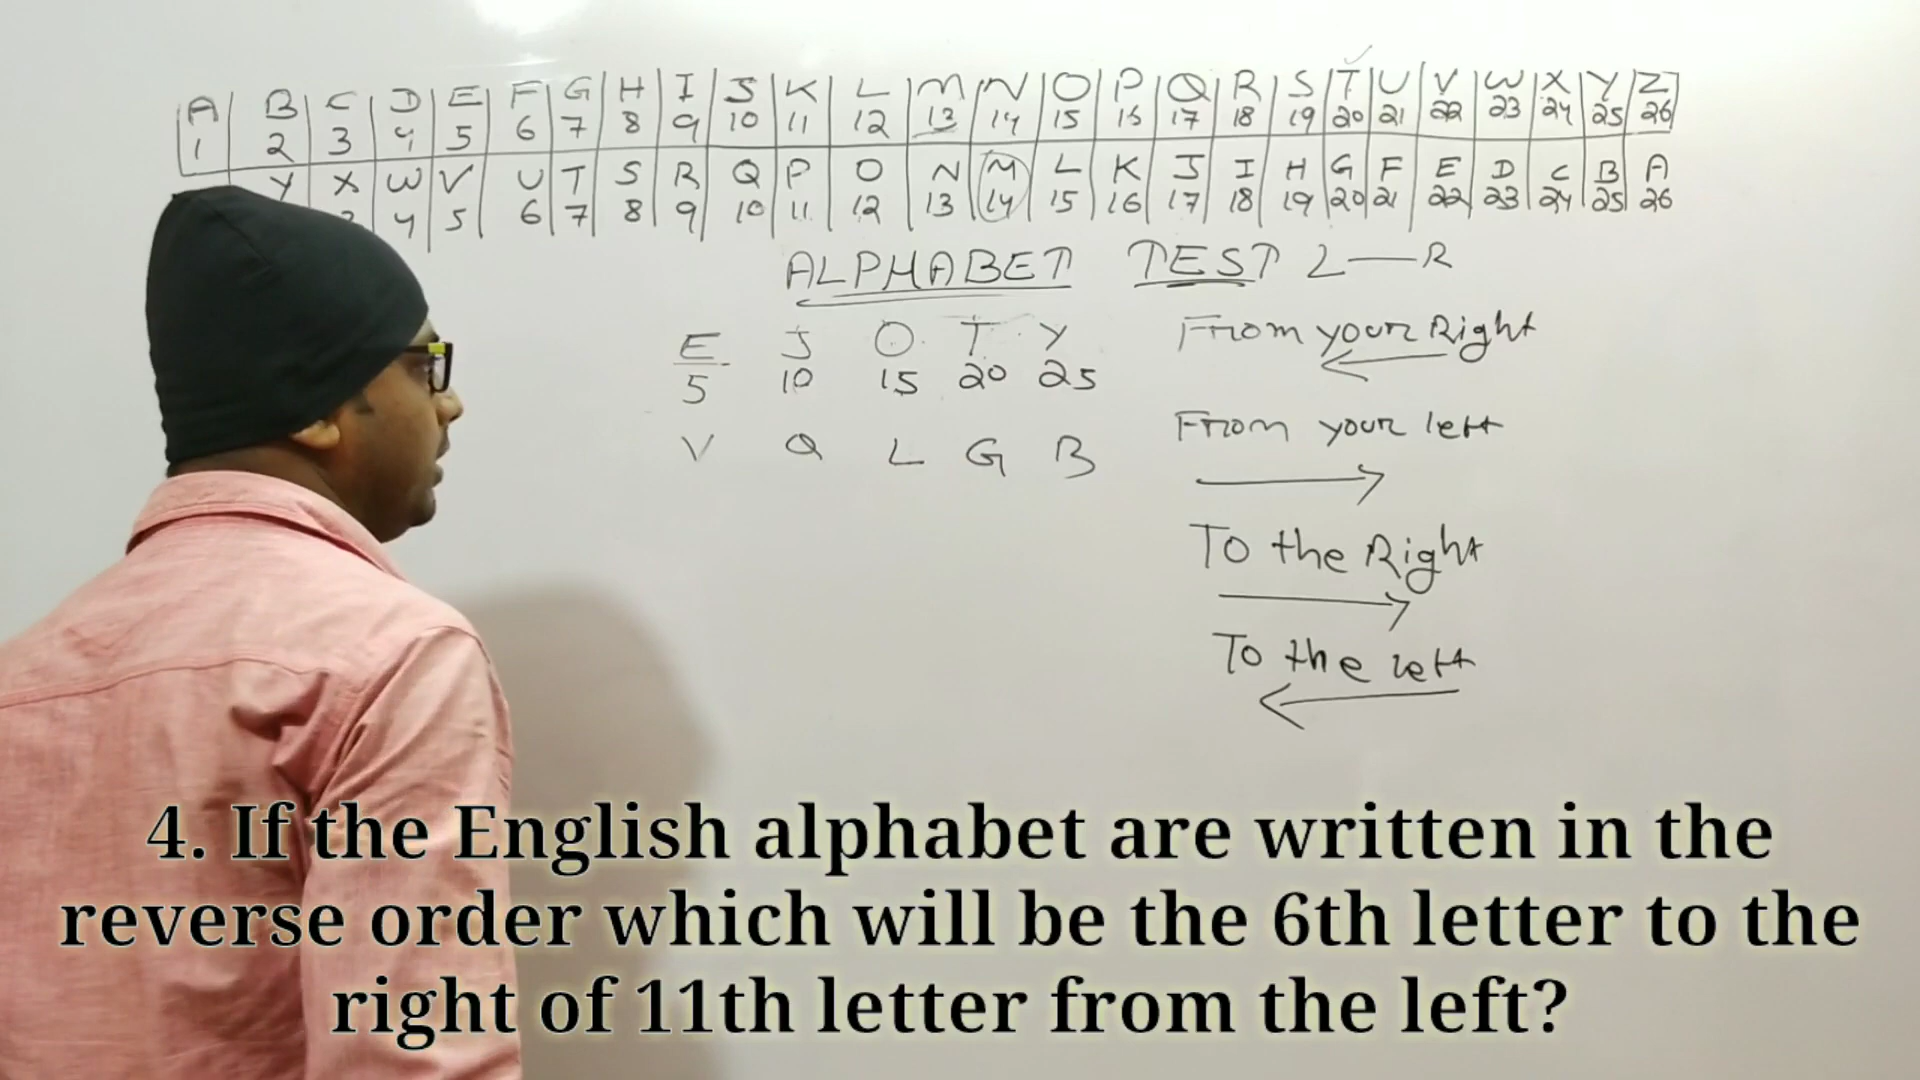 A B C D E F G H I J K L M N O P Q R S T U V W X Y Z
1 2 3 4 5 6 7 8 9 10 11 12 13 14 15 16 17 18 19 20 21 22 23 24 25 26
Y X W V U T S R Q P O N M L K J I H G F E D C B A
4 5 6 7 8 9 10 11 12 13 14 15 16 17 18 19 20 21 22 23 24 25 26
ALPHABET TEST L—R
E J O T Y
5 10 15 20 25
V Q L G B
From your Right
From your left
To the Right
To the left
4. If the English alphabet are written in the
reverse order which will be the 6th letter to the
right of 11th letter from the left?